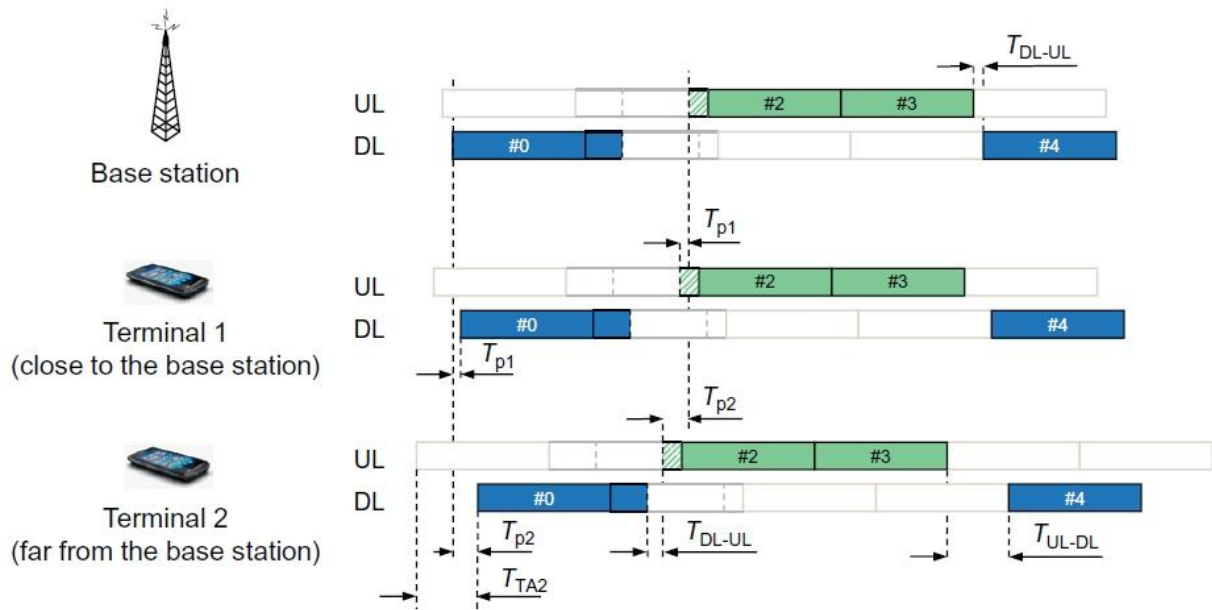 T_DL-UL
UL #2 #3
DL #0 #4
Base station
T_p1
UL #2 #3
DL #0 #4
Terminal 1
(close to the base station)
T_p1
T_p2
UL #2 #3
DL #0 #4
Terminal 2
(far from the base station)
T_p2 T_DL-UL T_UL-DL
T_TA2